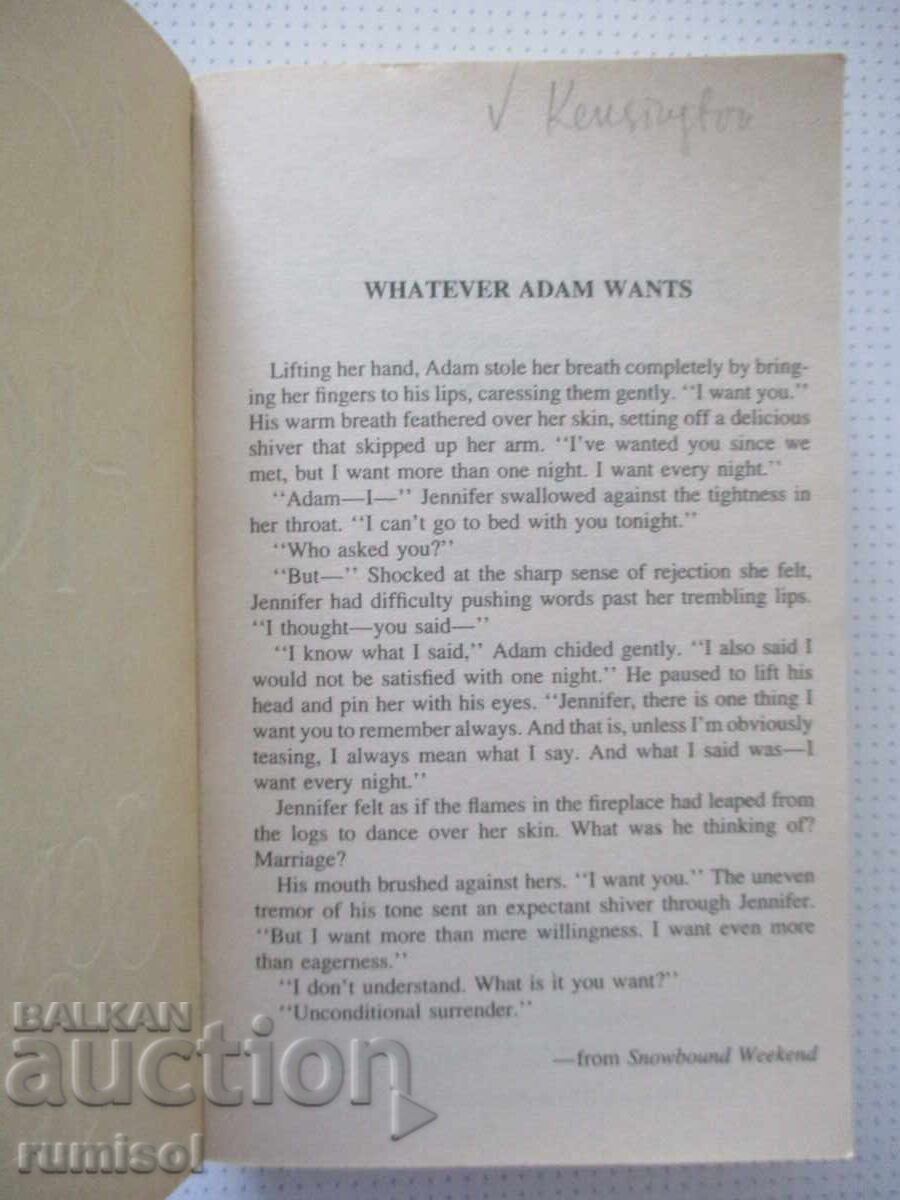 √ Kensington
WHATEVER ADAM WANTS
Lifting her hand, Adam stole her breath completely by bring-
ing her fingers to his lips, caressing them gently. "I want you."
His warm breath feathered over her skin, setting off a delicious
shiver that skipped up her arm. "I've wanted you since we
met, but I want more than one night. I want every night."
"Adam—I—" Jennifer swallowed against the tightness in
her throat. "I can't go to bed with you tonight."
"Who asked you?"
"But—" Shocked at the sharp sense of rejection she felt,
Jennifer had difficulty pushing words past her trembling lips.
"I thought—you said—"
"I know what I said," Adam chided gently. "I also said I
would not be satisfied with one night." He paused to lift his
head and pin her with his eyes. "Jennifer, there is one thing I
want you to remember always. And that is, unless I'm obviously
teasing, I always mean what I say. And what I said was—I
want every night."
Jennifer felt as if the flames in the fireplace had leaped from
the logs to dance over her skin. What was he thinking of?
Marriage?
His mouth brushed against hers. "I want you." The uneven
tremor of his tone sent an expectant shiver through Jennifer.
"But I want more than mere willingness. I want even more
than eagerness."
"I don't understand. What is it you want?"
"Unconditional surrender."
—from Snowbound Weekend
BALKAN
auction
rumisol